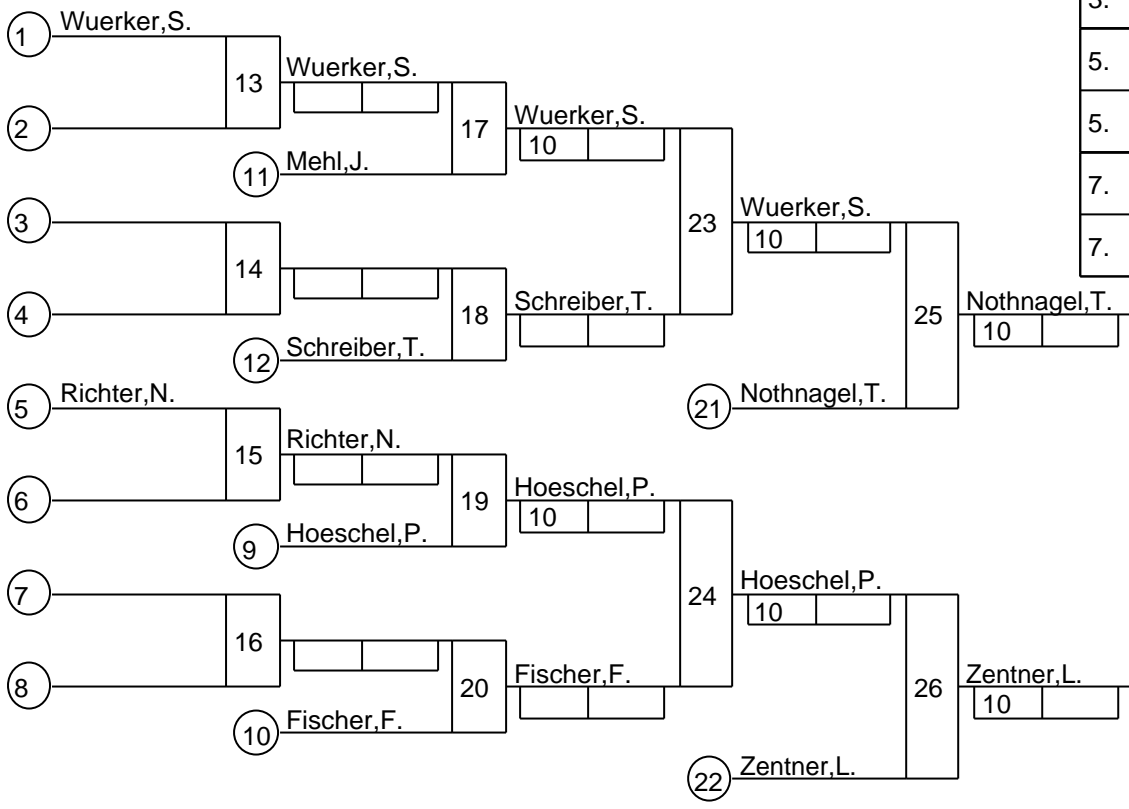 3.
1 Wuerker,S.
5.
13 Wuerker,S.
5.
2
17 Wuerker,S.
10
11 Mehl,J.
7.
3
23 Wuerker,S.
10
7.
14
4
18 Schreiber,T.
25 Nothnagel,T.
10
12 Schreiber,T.
5 Richter,N.
21 Nothnagel,T.
15 Richter,N.
6
19 Hoeschel,P.
10
9 Hoeschel,P.
7
24 Hoeschel,P.
10
16
8
20 Fischer,F.
26 Zentner,L.
10
10 Fischer,F.
22 Zentner,L.